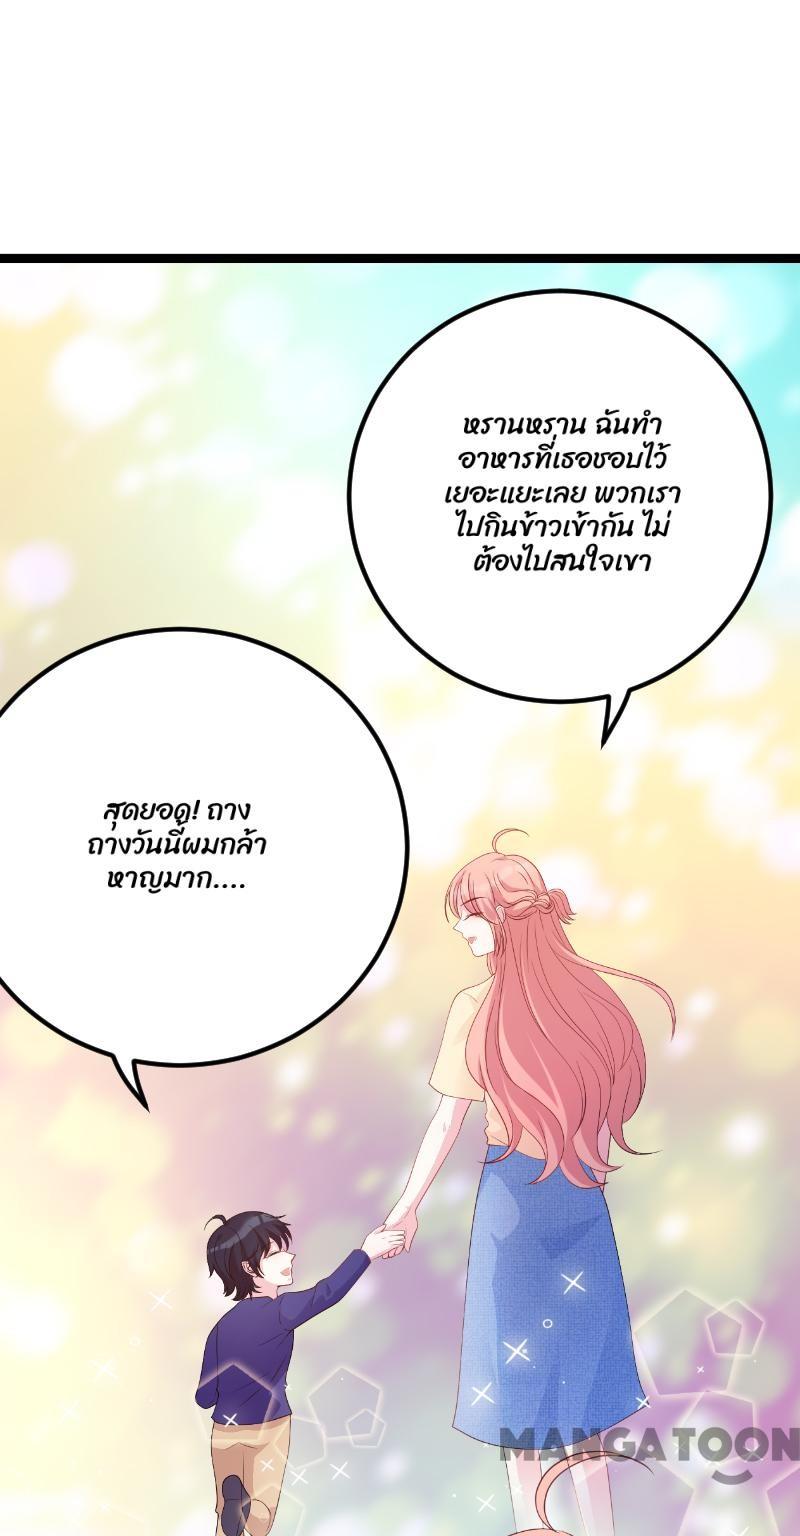 หรานหราน ฉันทำ
อาหารที่เธอชอบไว้
เยอะแยะเลย พวกเรา
ไปกินข้าวเข้ากัน ไม่
ต้องไปสนใจเขา
สุดยอด! ถาง
ถางวันนี้ผมกล้า
หาญมาก....
MANGATOON